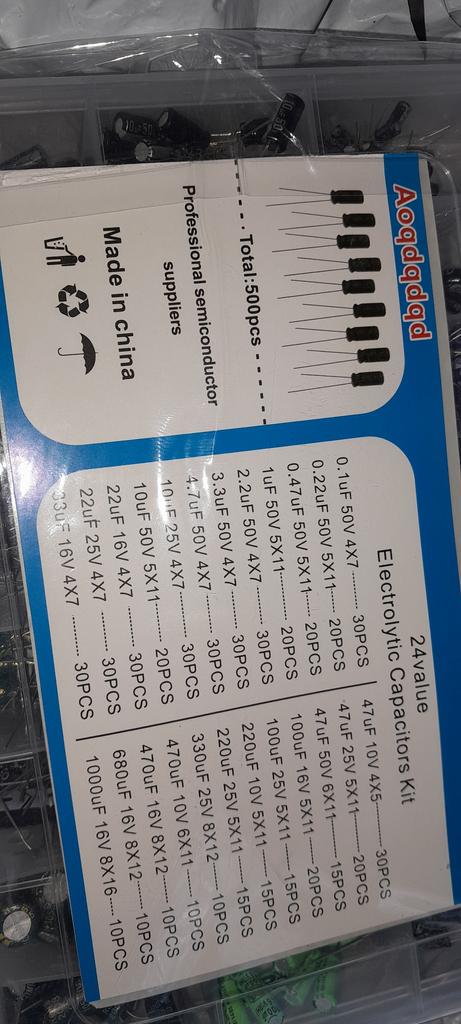 Aoqdqdqd
Total:500pcs
Professional semiconductor
suppliers
Made in china
24value
Electrolytic Capacitors Kit
0.1uF 50V 4X7 ········· 30PCS
0.22uF 50V 5X11······· 20PCS
0.47uF 50V 5X11······· 20PCS
1uF 50V 5X11·········· 20PCS
2.2uF 50V 4X7 ········· 30PCS
3.3uF 50V 4X7 ········· 30PCS
4.7uF 50V 4X7 ········· 30PCS
10uF 25V 4X7 ········· 30PCS
10uF 50V 5X11········· 20PCS
22uF 16V 4X7 ········· 30PCS
22uF 25V 4X7 ········· 30PCS
33uF 16V 4X7 ········· 30PCS
47uF 10V 4X5········30PCS
47uF 25V 5X11·······20PCS
47uF 50V 6X11·······15PCS
100uF 16V 5X11······20PCS
100uF 25V 5X11······15PCS
220uF 10V 5X11······15PCS
220uF 25V 5X11······15PCS
330uF 25V 8X12······10PCS
470uF 10V 6X11······10PCS
470uF 16V 8X12······10PCS
680uF 16V 8X12······10PCS
1000uF 16V 8X16·····10PCS